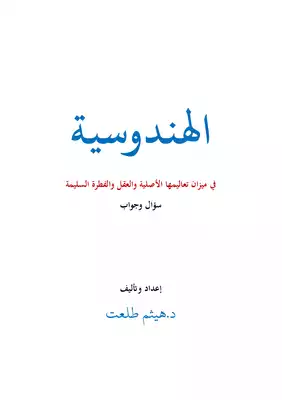 الهندوسية
في ميزان تعاليمها الأصلية والعقل والفطرة السليمة
سؤال وجواب
إعداد وتأليف
د.هيثم طلعت